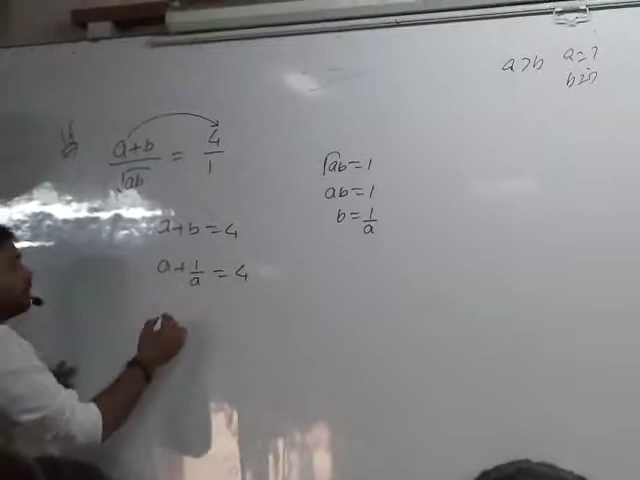 a>b a=?
b=?
(a+b)/√ab = 4/1
√ab=1
ab=1
b=1/a
a+b=4
a+1/a=4